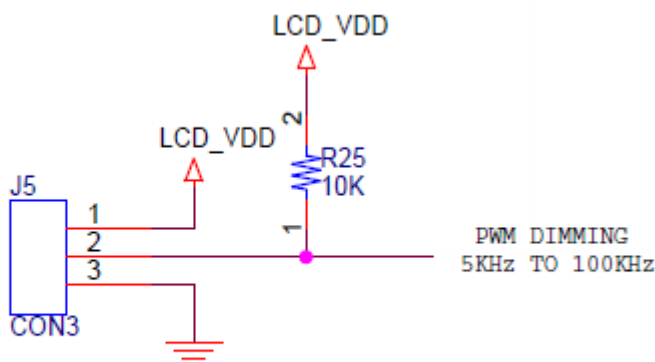 LCD_VDD
2
LCD_VDD
R25
10K
J5
1
1
2
PWM DIMMING
3
5KHz TO 100KHz
CON3